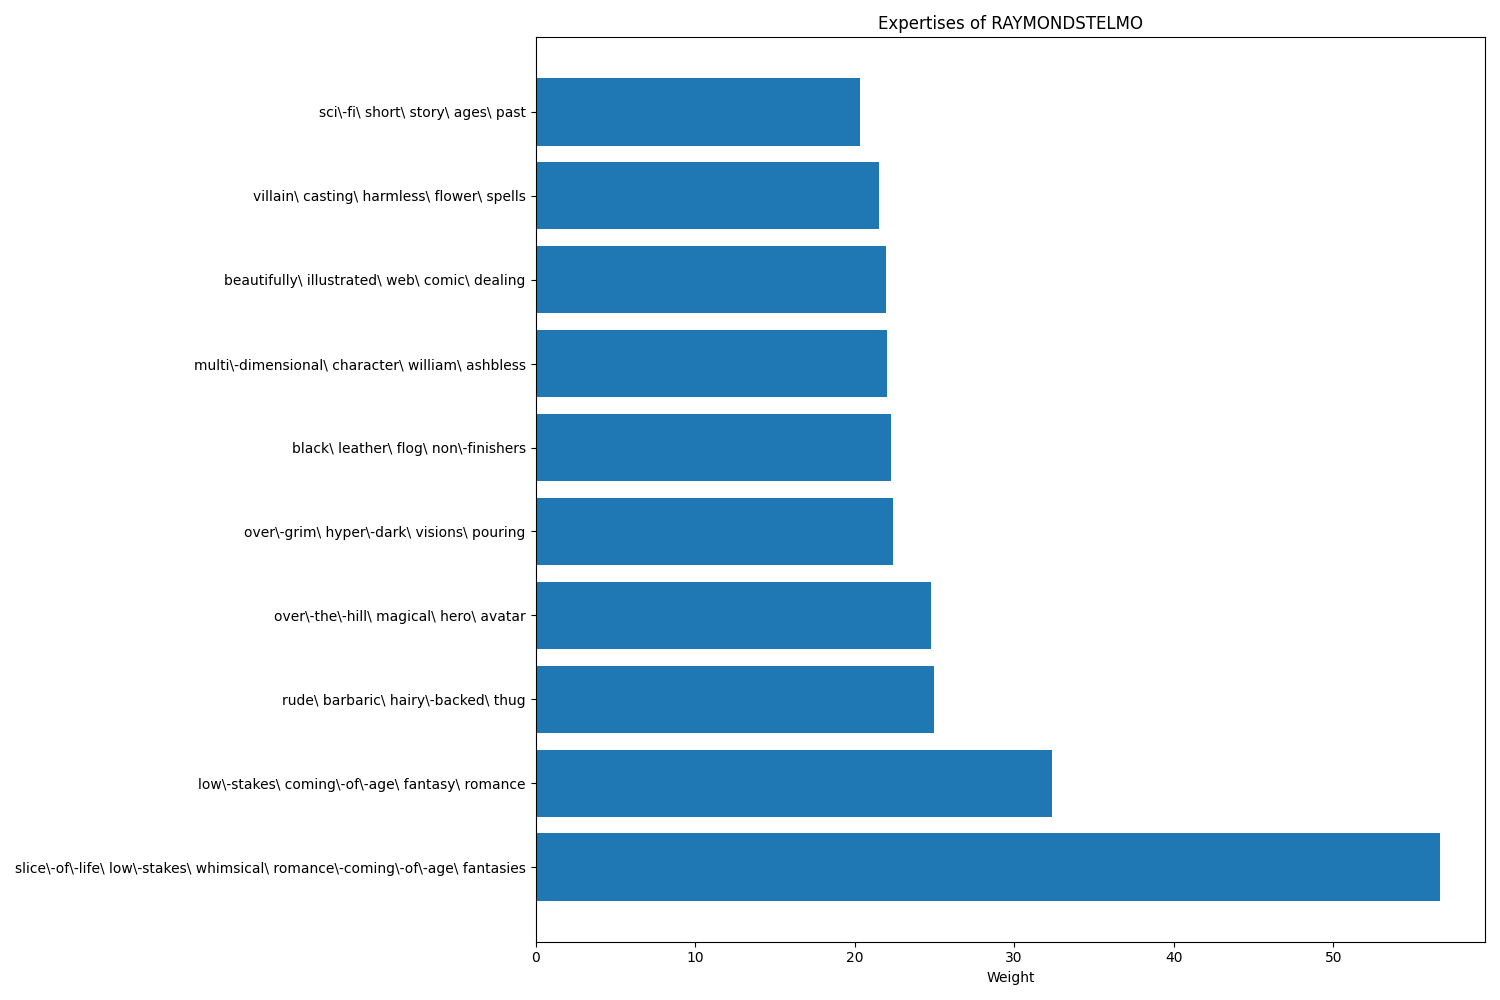 Expertises of RAYMONDSTELMO
sci\-fi\ short\ story\ ages\ past
villain\ casting\ harmless\ flower\ spells
beautifully\ illustrated\ web\ comic\ dealing
multi\-dimensional\ character\ william\ ashbless
black\ leather\ flog\ non\-finishers
over\-grim\ hyper\-dark\ visions\ pouring
over\-the\-hill\ magical\ hero\ avatar
rude\ barbaric\ hairy\-backed\ thug
low\-stakes\ coming\-of\-age\ fantasy\ romance
slice\-of\-life\ low\-stakes\ whimsical\ romance\-coming\-of\-age\ fantasies
0 10 20 30 40 50
Weight